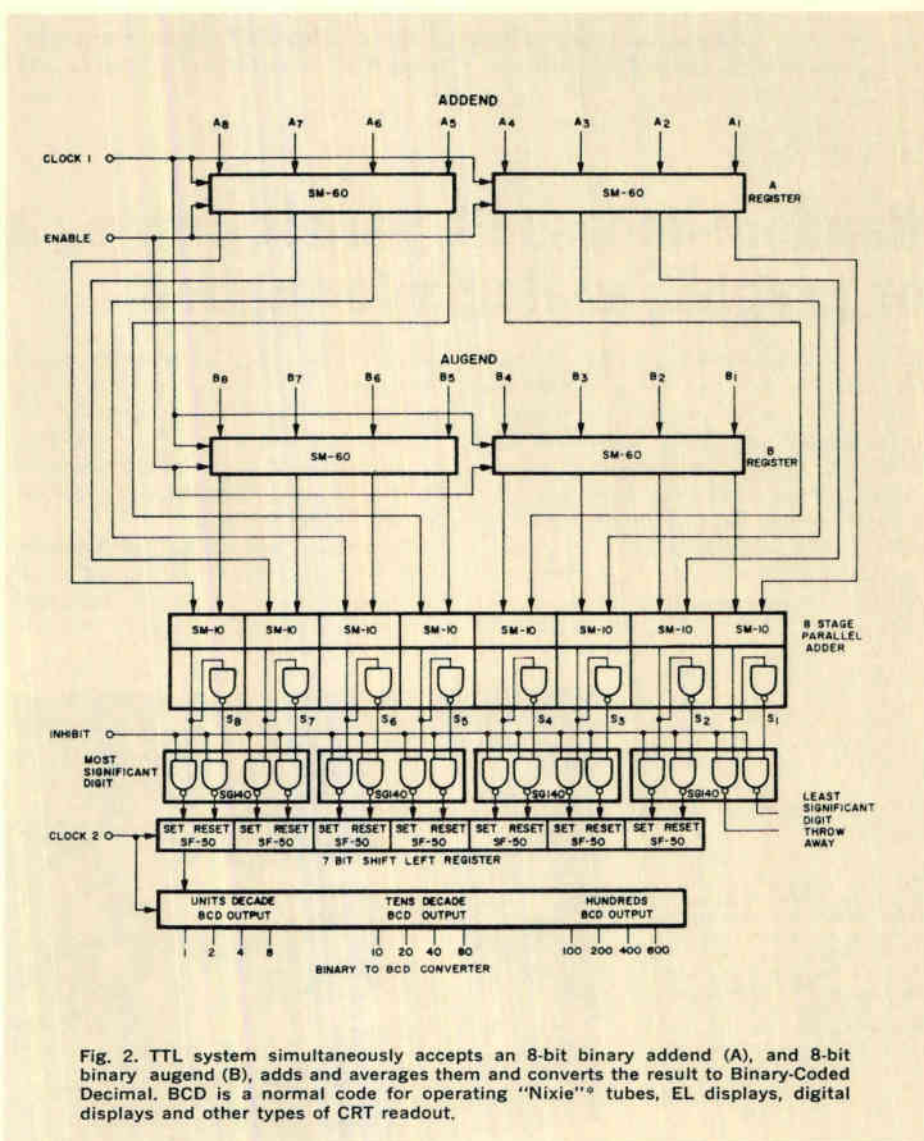 ADDEND
A8 A7 A6 A5 A4 A3 A2 A1
CLOCK 1
SM-60 SM-60
A
REGISTER
ENABLE
AUGEND
B8 B7 B6 B5 B4 B3 B2 B1
SM-60 SM-60
B
REGISTER
SM-10 SM-10 SM-10 SM-10 SM-10 SM-10 SM-10 SM-10
8 STAGE
PARALLEL
ADDER
S8 S7 S6 S5 S4 S3 S2 S1
INHIBIT
MOST
SIGNIFICANT
DIGIT
SG140 SG140 SG140 SG140
LEAST
SIGNIFICANT
DIGIT
THROW
AWAY
CLOCK 2
SET RESET SET RESET SET RESET SET RESET SET RESET SET RESET SET RESET
SF-50 SF-50 SF-50 SF-50 SF-50 SF-50 SF-50
7 BIT SHIFT LEFT REGISTER
UNITS DECADE TENS DECADE HUNDREDS
BCD OUTPUT BCD OUTPUT BCD OUTPUT
1 2 4 8 10 20 40 80 100 200 400 800
BINARY TO BCD CONVERTER
Fig. 2. TTL system simultaneously accepts an 8-bit binary addend (A), and 8-bit
binary augend (B), adds and averages them and converts the result to Binary-Coded
Decimal. BCD is a normal code for operating "Nixie"* tubes, EL displays, digital
displays and other types of CRT readout.